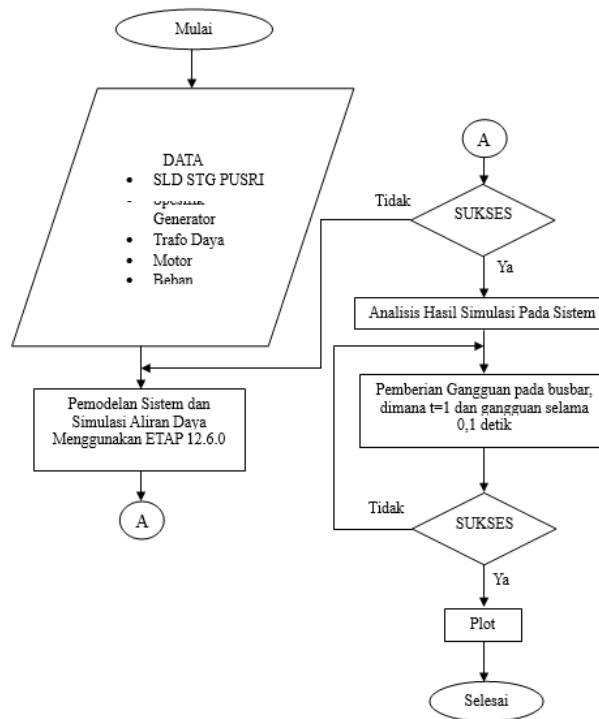 Mulai
DATA
• SLD STG PUSRI
Generator
• Trafo Daya
• Motor
• Beban
Pemodelan Sistem dan
Simulasi Aliran Daya
Menggunakan ETAP 12.6.0
A
A
SUKSES
Tidak
Ya
Analisis Hasil Simulasi Pada Sistem
Pemberian Gangguan pada busbar,
dimana t=1 dan gangguan selama
0,1 detik
SUKSES
Tidak
Ya
Plot
Selesai